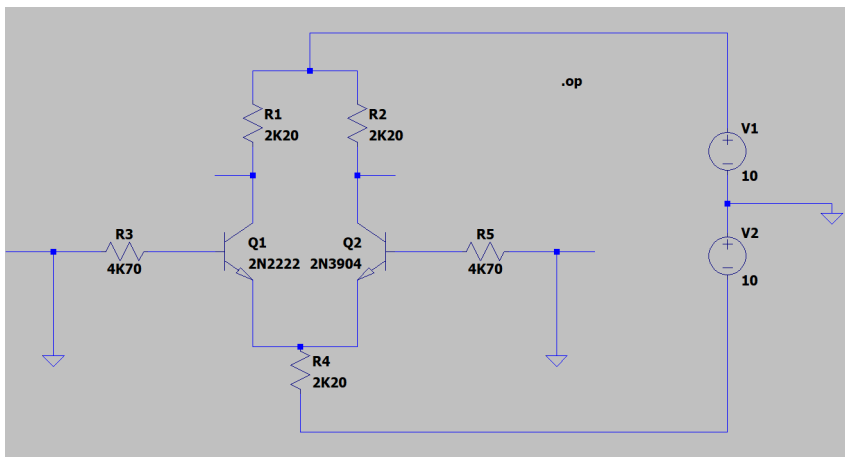 .op
R1
2K20
R2
2K20
V1
+
−
10
R3
4K70
Q1
2N2222
Q2
2N3904
R5
4K70
V2
+
−
10
R4
2K20